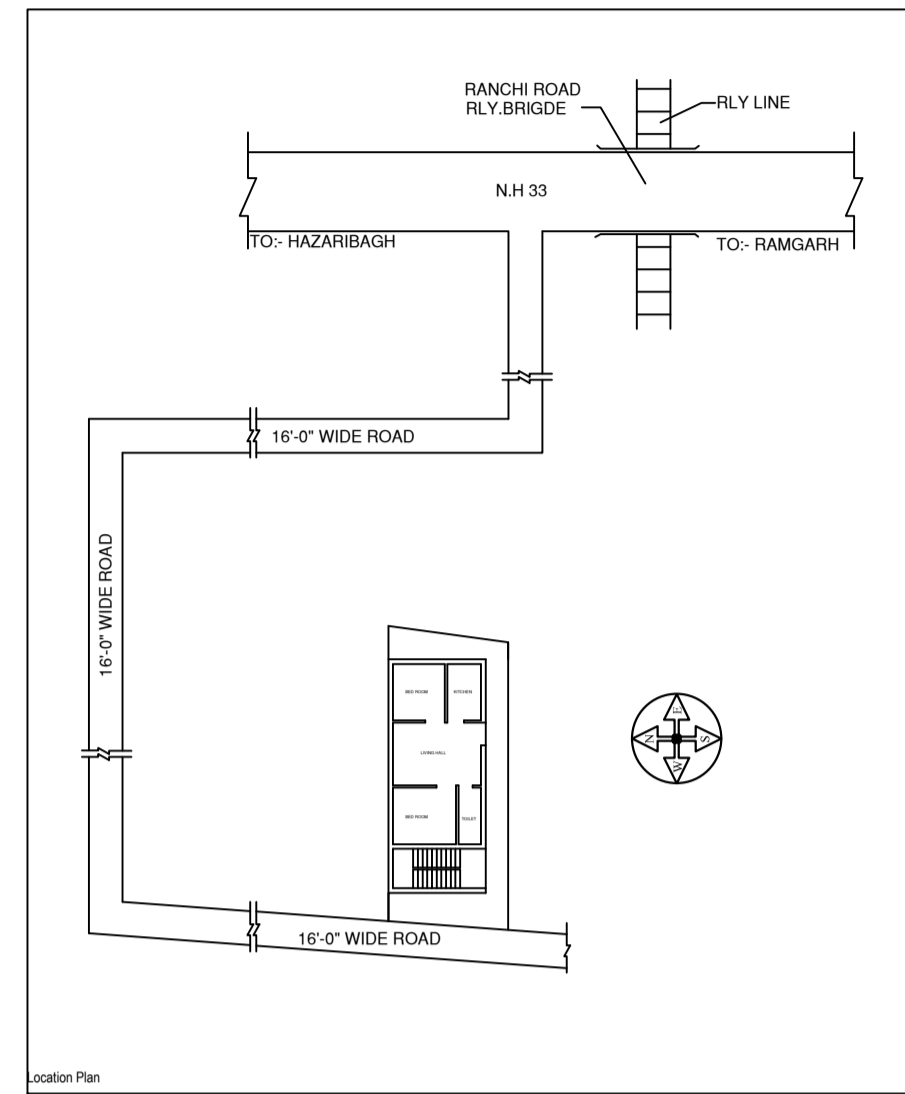 RANCHI ROAD
RLY.BRIGDE
RLY LINE
N.H 33
TO:- HAZARIBAGH
TO:- RAMGARH
16'-0" WIDE ROAD
16'-0" WIDE ROAD
BED ROOM
KITCHEN
LIVING HALL
BED ROOM
TOILET
E
N
S
W
16'-0" WIDE ROAD
Location Plan